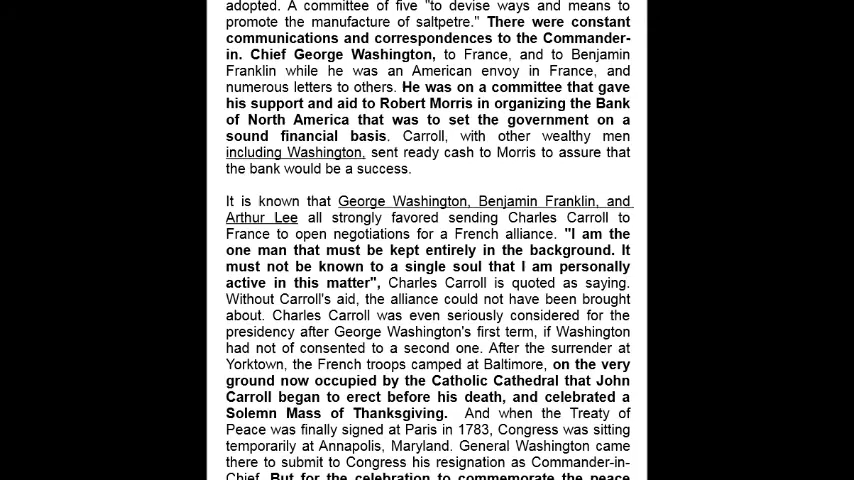 adopted. A committee of five "to devise ways and means to
promote the manufacture of saltpetre." There were constant
communications and correspondences to the Commander-
in. Chief George Washington, to France, and to Benjamin
Franklin while he was an American envoy in France, and
numerous letters to others. He was on a committee that gave
his support and aid to Robert Morris in organizing the Bank
of North America that was to set the government on a
sound financial basis. Carroll, with other wealthy men
including Washington, sent ready cash to Morris to assure that
the bank would be a success.
It is known that George Washington, Benjamin Franklin, and
Arthur Lee all strongly favored sending Charles Carroll to
France to open negotiations for a French alliance. "I am the
one man that must be kept entirely in the background. It
must not be known to a single soul that I am personally
active in this matter", Charles Carroll is quoted as saying.
Without Carroll's aid, the alliance could not have been brought
about. Charles Carroll was even seriously considered for the
presidency after George Washington's first term, if Washington
had not of consented to a second one. After the surrender at
Yorktown, the French troops camped at Baltimore, on the very
ground now occupied by the Catholic Cathedral that John
Carroll began to erect before his death, and celebrated a
Solemn Mass of Thanksgiving. And when the Treaty of
Peace was finally signed at Paris in 1783, Congress was sitting
temporarily at Annapolis, Maryland. General Washington came
there to submit to Congress his resignation as Commander-in-
Chief. But for the celebration to commemorate the peace